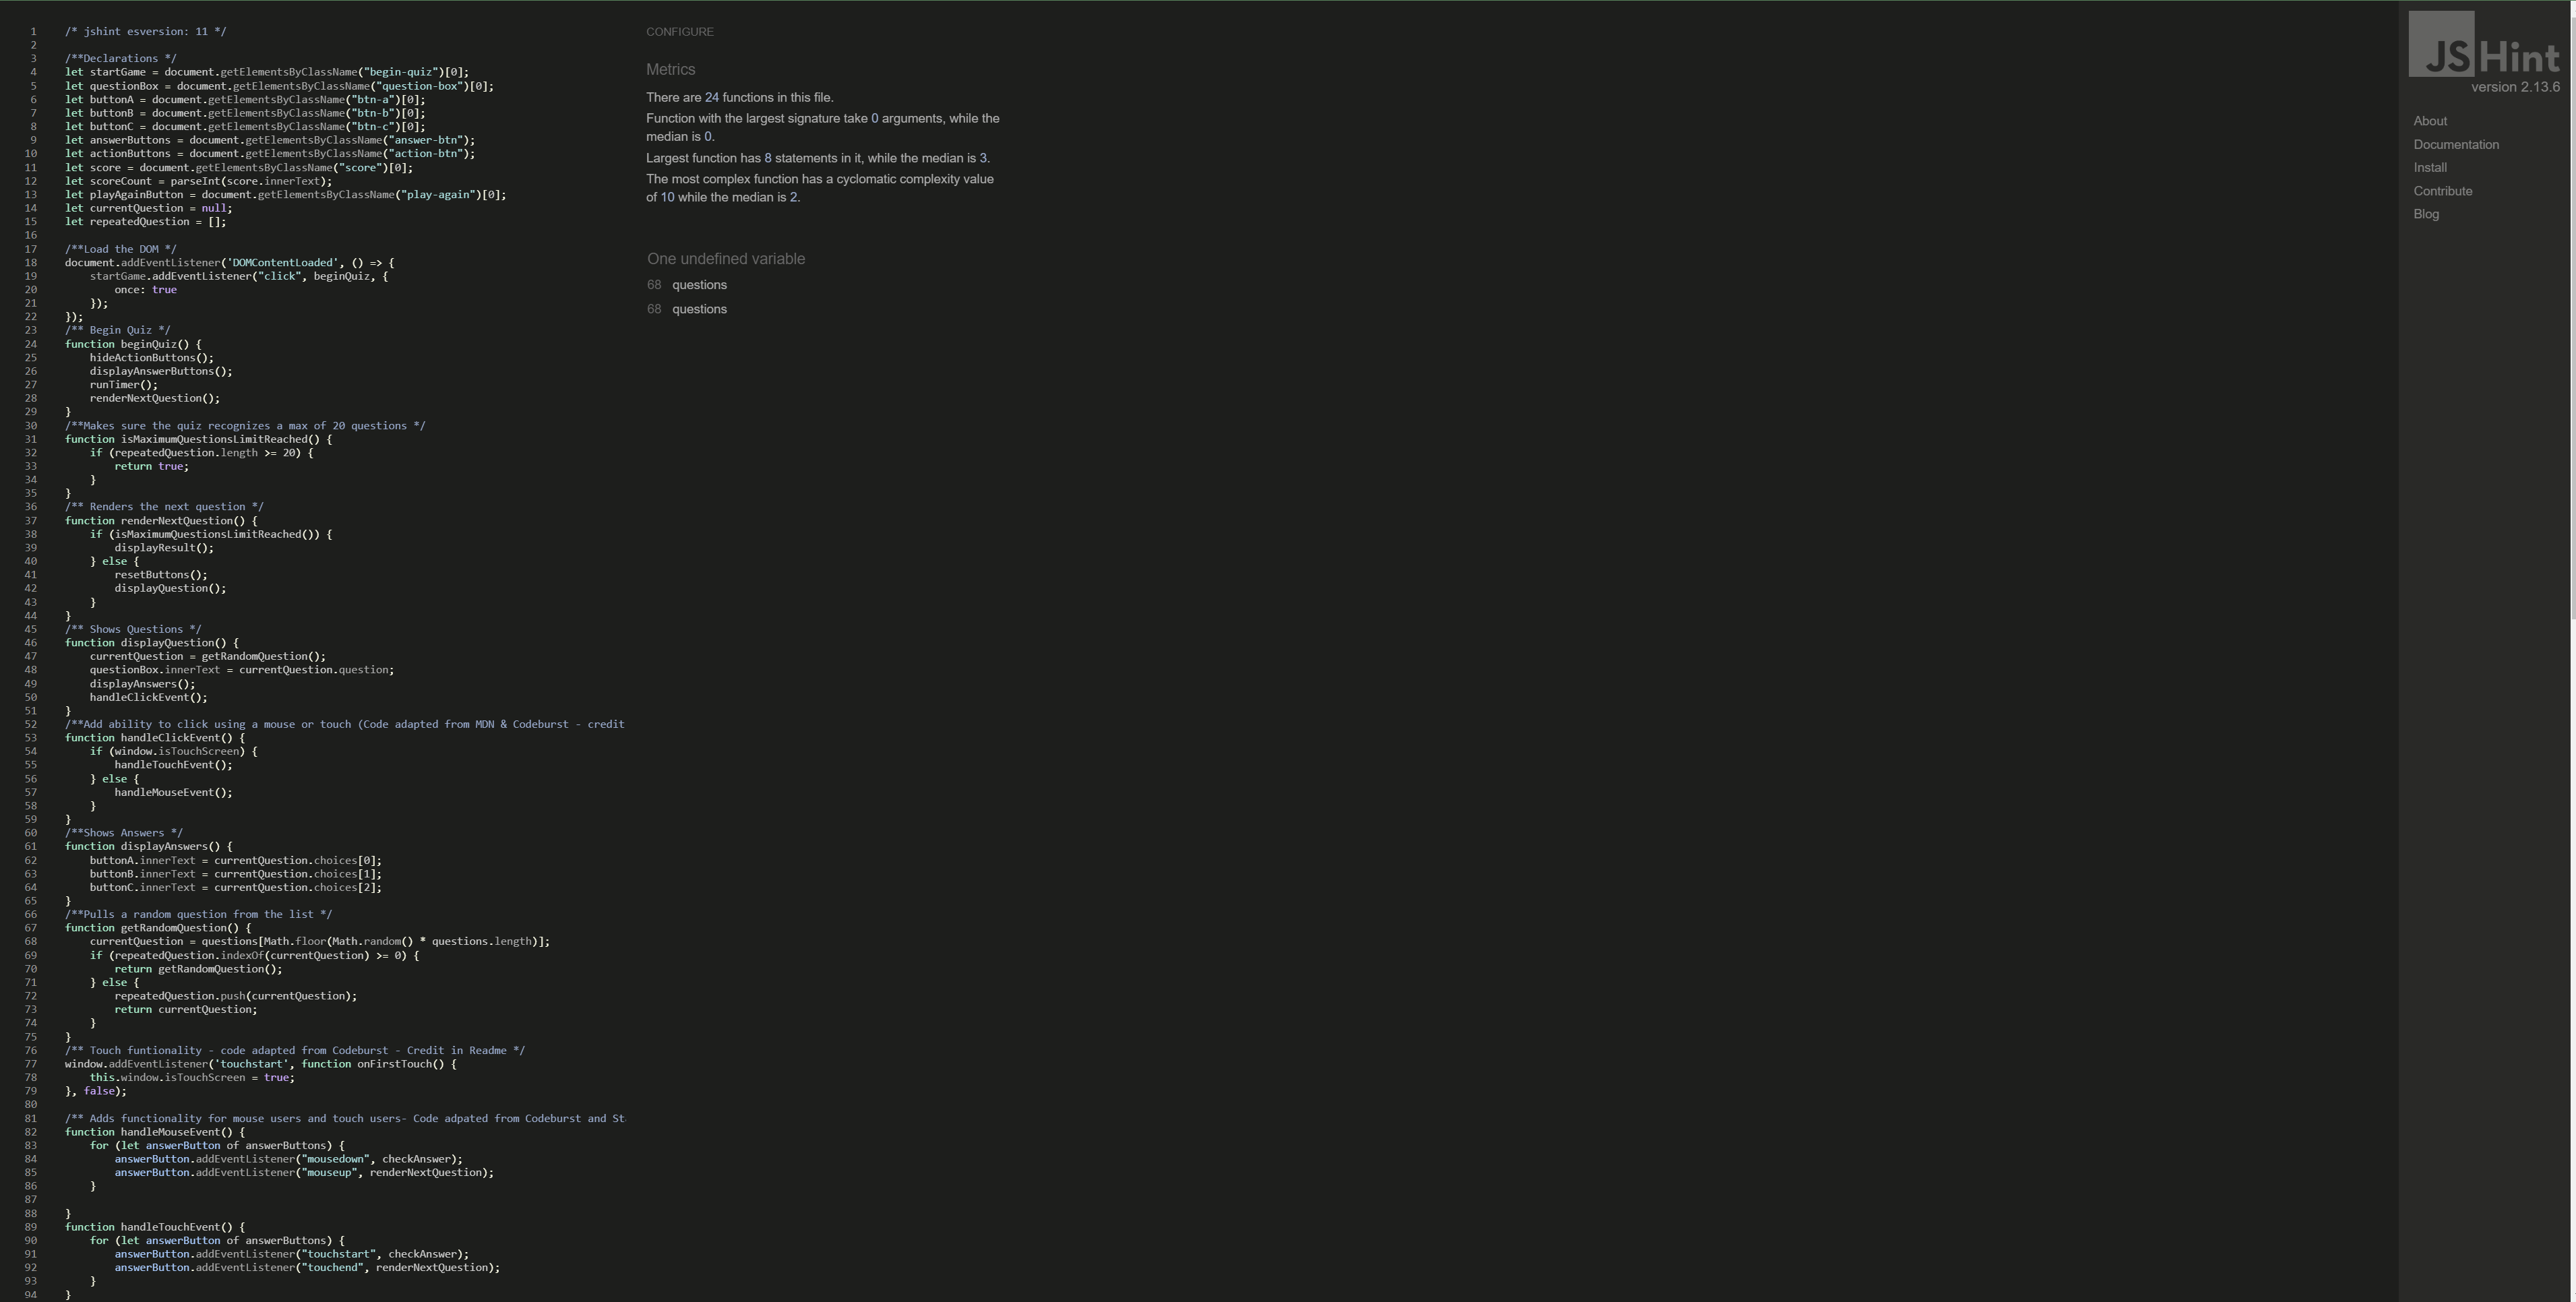 1 /* jshint esversion: 11 */
2
3 /**Declarations */
4 let startGame = document.getElementsByClassName("begin-quiz")[0];
5 let questionBox = document.getElementsByClassName("question-box")[0];
6 let buttonA = document.getElementsByClassName("btn-a")[0];
7 let buttonB = document.getElementsByClassName("btn-b")[0];
8 let buttonC = document.getElementsByClassName("btn-c")[0];
9 let answerButtons = document.getElementsByClassName("answer-btn");
10 let actionButtons = document.getElementsByClassName("action-btn");
11 let score = document.getElementsByClassName("score")[0];
12 let scoreCount = parseInt(score.innerText);
13 let playAgainButton = document.getElementsByClassName("play-again")[0];
14 let currentQuestion = null;
15 let repeatedQuestion = [];
16
17 /**Load the DOM */
18 document.addEventListener('DOMContentLoaded', () => {
19     startGame.addEventListener("click", beginQuiz, {
20         once: true
21     });
22 });
23 /** Begin Quiz */
24 function beginQuiz() {
25     hideActionButtons();
26     displayAnswerButtons();
27     runTimer();
28     renderNextQuestion();
29 }
30 /**Makes sure the quiz recognizes a max of 20 questions */
31 function isMaximumQuestionsLimitReached() {
32     if (repeatedQuestion.length >= 20) {
33         return true;
34     }
35 }
36 /** Renders the next question */
37 function renderNextQuestion() {
38     if (isMaximumQuestionsLimitReached()) {
39         displayResult();
40     } else {
41         resetButtons();
42         displayQuestion();
43     }
44 }
45 /** Shows Questions */
46 function displayQuestion() {
47     currentQuestion = getRandomQuestion();
48     questionBox.innerText = currentQuestion.question;
49     displayAnswers();
50     handleClickEvent();
51 }
52 /**Add ability to click using a mouse or touch (Code adapted from MDN & Codeburst - credit
53 function handleClickEvent() {
54     if (window.isTouchScreen) {
55         handleTouchEvent();
56     } else {
57         handleMouseEvent();
58     }
59 }
60 /**Shows Answers */
61 function displayAnswers() {
62     buttonA.innerText = currentQuestion.choices[0];
63     buttonB.innerText = currentQuestion.choices[1];
64     buttonC.innerText = currentQuestion.choices[2];
65 }
66 /**Pulls a random question from the list */
67 function getRandomQuestion() {
68     currentQuestion = questions[Math.floor(Math.random() * questions.length)];
69     if (repeatedQuestion.indexOf(currentQuestion) >= 0) {
70         return getRandomQuestion();
71     } else {
72         repeatedQuestion.push(currentQuestion);
73         return currentQuestion;
74     }
75 }
76 /** Touch funtionality - code adapted from Codeburst - Credit in Readme */
77 window.addEventListener('touchstart', function onFirstTouch() {
78     this.window.isTouchScreen = true;
79 }, false);
80
81 /** Adds functionality for mouse users and touch users- Code adpated from Codeburst and St
82 function handleMouseEvent() {
83     for (let answerButton of answerButtons) {
84         answerButton.addEventListener("mousedown", checkAnswer);
85         answerButton.addEventListener("mouseup", renderNextQuestion);
86     }
87
88 }
89 function handleTouchEvent() {
90     for (let answerButton of answerButtons) {
91         answerButton.addEventListener("touchstart", checkAnswer);
92         answerButton.addEventListener("touchend", renderNextQuestion);
93     }
94 }
CONFIGURE
Metrics
There are 24 functions in this file.
Function with the largest signature take 0 arguments, while the
median is 0.
Largest function has 8 statements in it, while the median is 3.
The most complex function has a cyclomatic complexity value
of 10 while the median is 2.
One undefined variable
68 questions
68 questions
JSHint
version 2.13.6
About
Documentation
Install
Contribute
Blog